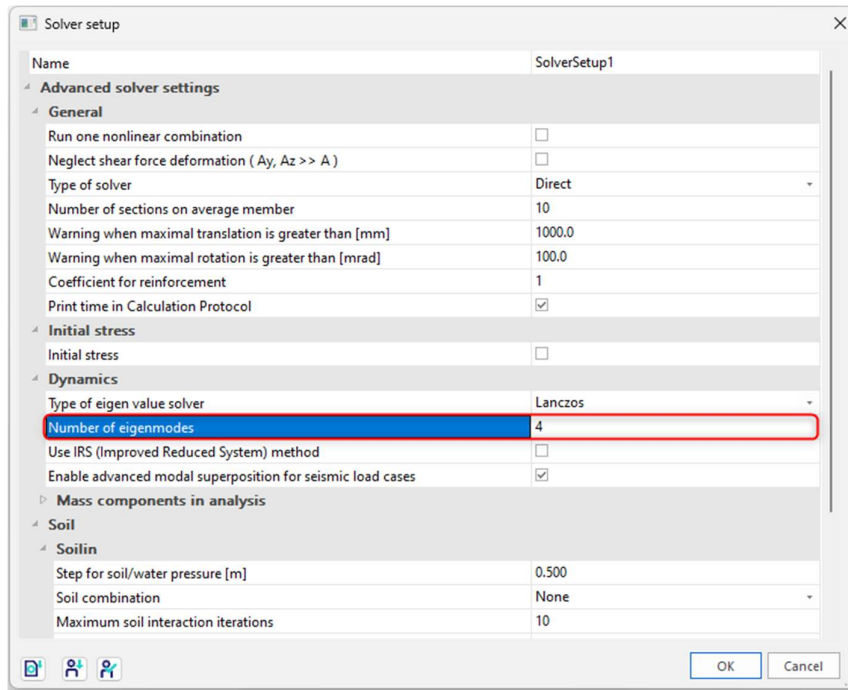 Solver setup
Name SolverSetup1
Advanced solver settings
General
Run one nonlinear combination
Neglect shear force deformation ( Ay, Az >> A )
Type of solver Direct
Number of sections on average member 10
Warning when maximal translation is greater than [mm] 1000.0
Warning when maximal rotation is greater than [mrad] 100.0
Coefficient for reinforcement 1
Print time in Calculation Protocol
Initial stress
Initial stress
Dynamics
Type of eigen value solver Lanczos
Number of eigenmodes 4
Use IRS (Improved Reduced System) method
Enable advanced modal superposition for seismic load cases
Mass components in analysis
Soil
Soilin
Step for soil/water pressure [m] 0.500
Soil combination None
Maximum soil interaction iterations 10
OK Cancel